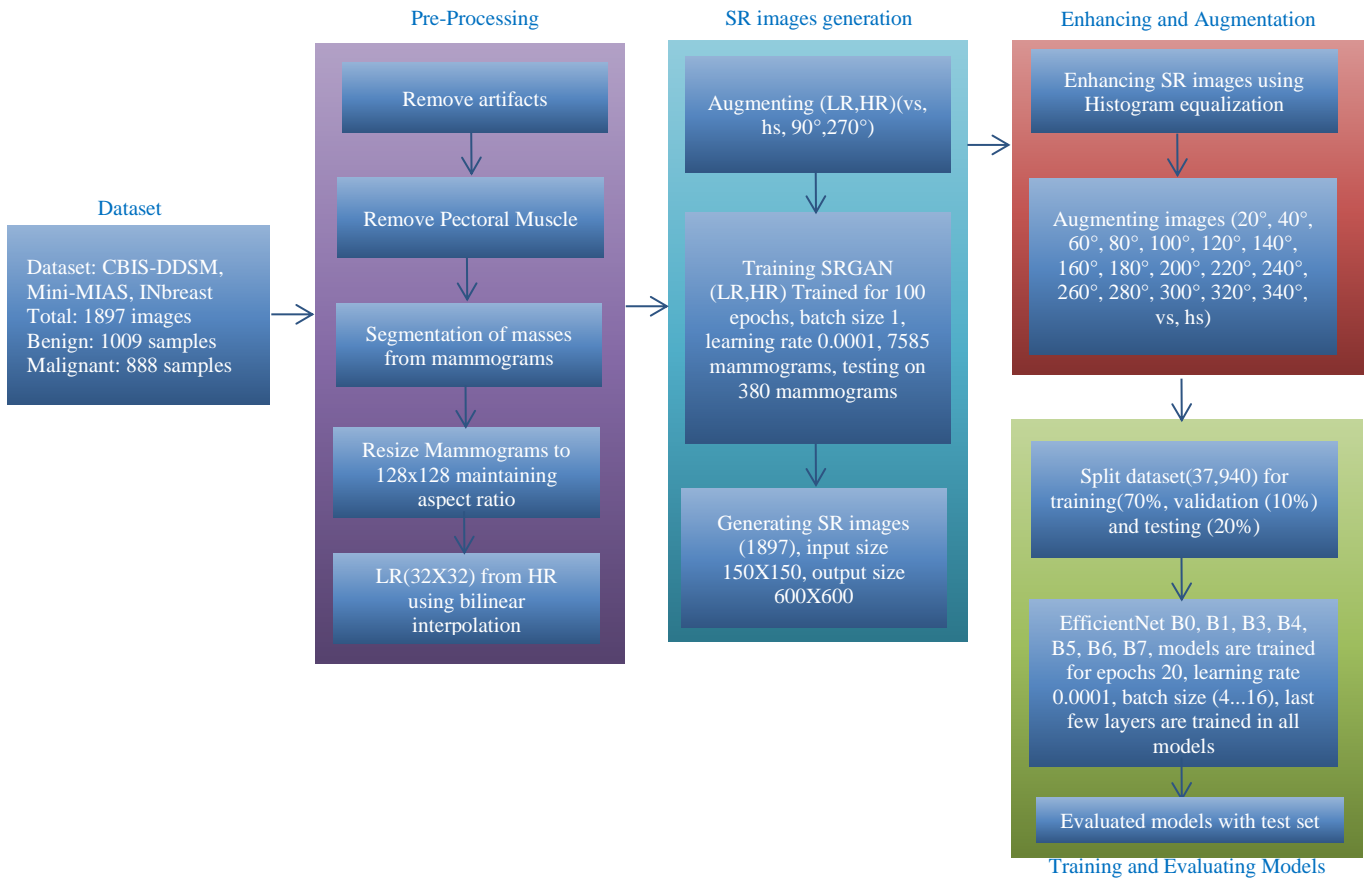 Dataset
Dataset: CBIS-DDSM,
Mini-MIAS, INbreast
Total: 1897 images
Benign: 1009 samples
Malignant: 888 samples
Pre-Processing
Remove artifacts
Remove Pectoral Muscle
Segmentation of masses
from mammograms
Resize Mammograms to
128x128 maintaining
aspect ratio
LR(32X32) from HR
using bilinear
interpolation
SR images generation
Augmenting (LR,HR)(vs,
hs, 90°,270°)
Training SRGAN
(LR,HR) Trained for 100
epochs, batch size 1,
learning rate 0.0001, 7585
mammograms, testing on
380 mammograms
Generating SR images
(1897), input size
150X150, output size
600X600
Enhancing and Augmentation
Enhancing SR images using
Histogram equalization
Augmenting images (20°, 40°,
60°, 80°, 100°, 120°, 140°,
160°, 180°, 200°, 220°, 240°,
260°, 280°, 300°, 320°, 340°,
vs, hs)
Split dataset(37,940) for
training(70%, validation (10%)
and testing (20%)
EfficientNet B0, B1, B3, B4,
B5, B6, B7, models are trained
for epochs 20, learning rate
0.0001, batch size (4...16), last
few layers are trained in all
models
Evaluated models with test set
Training and Evaluating Models